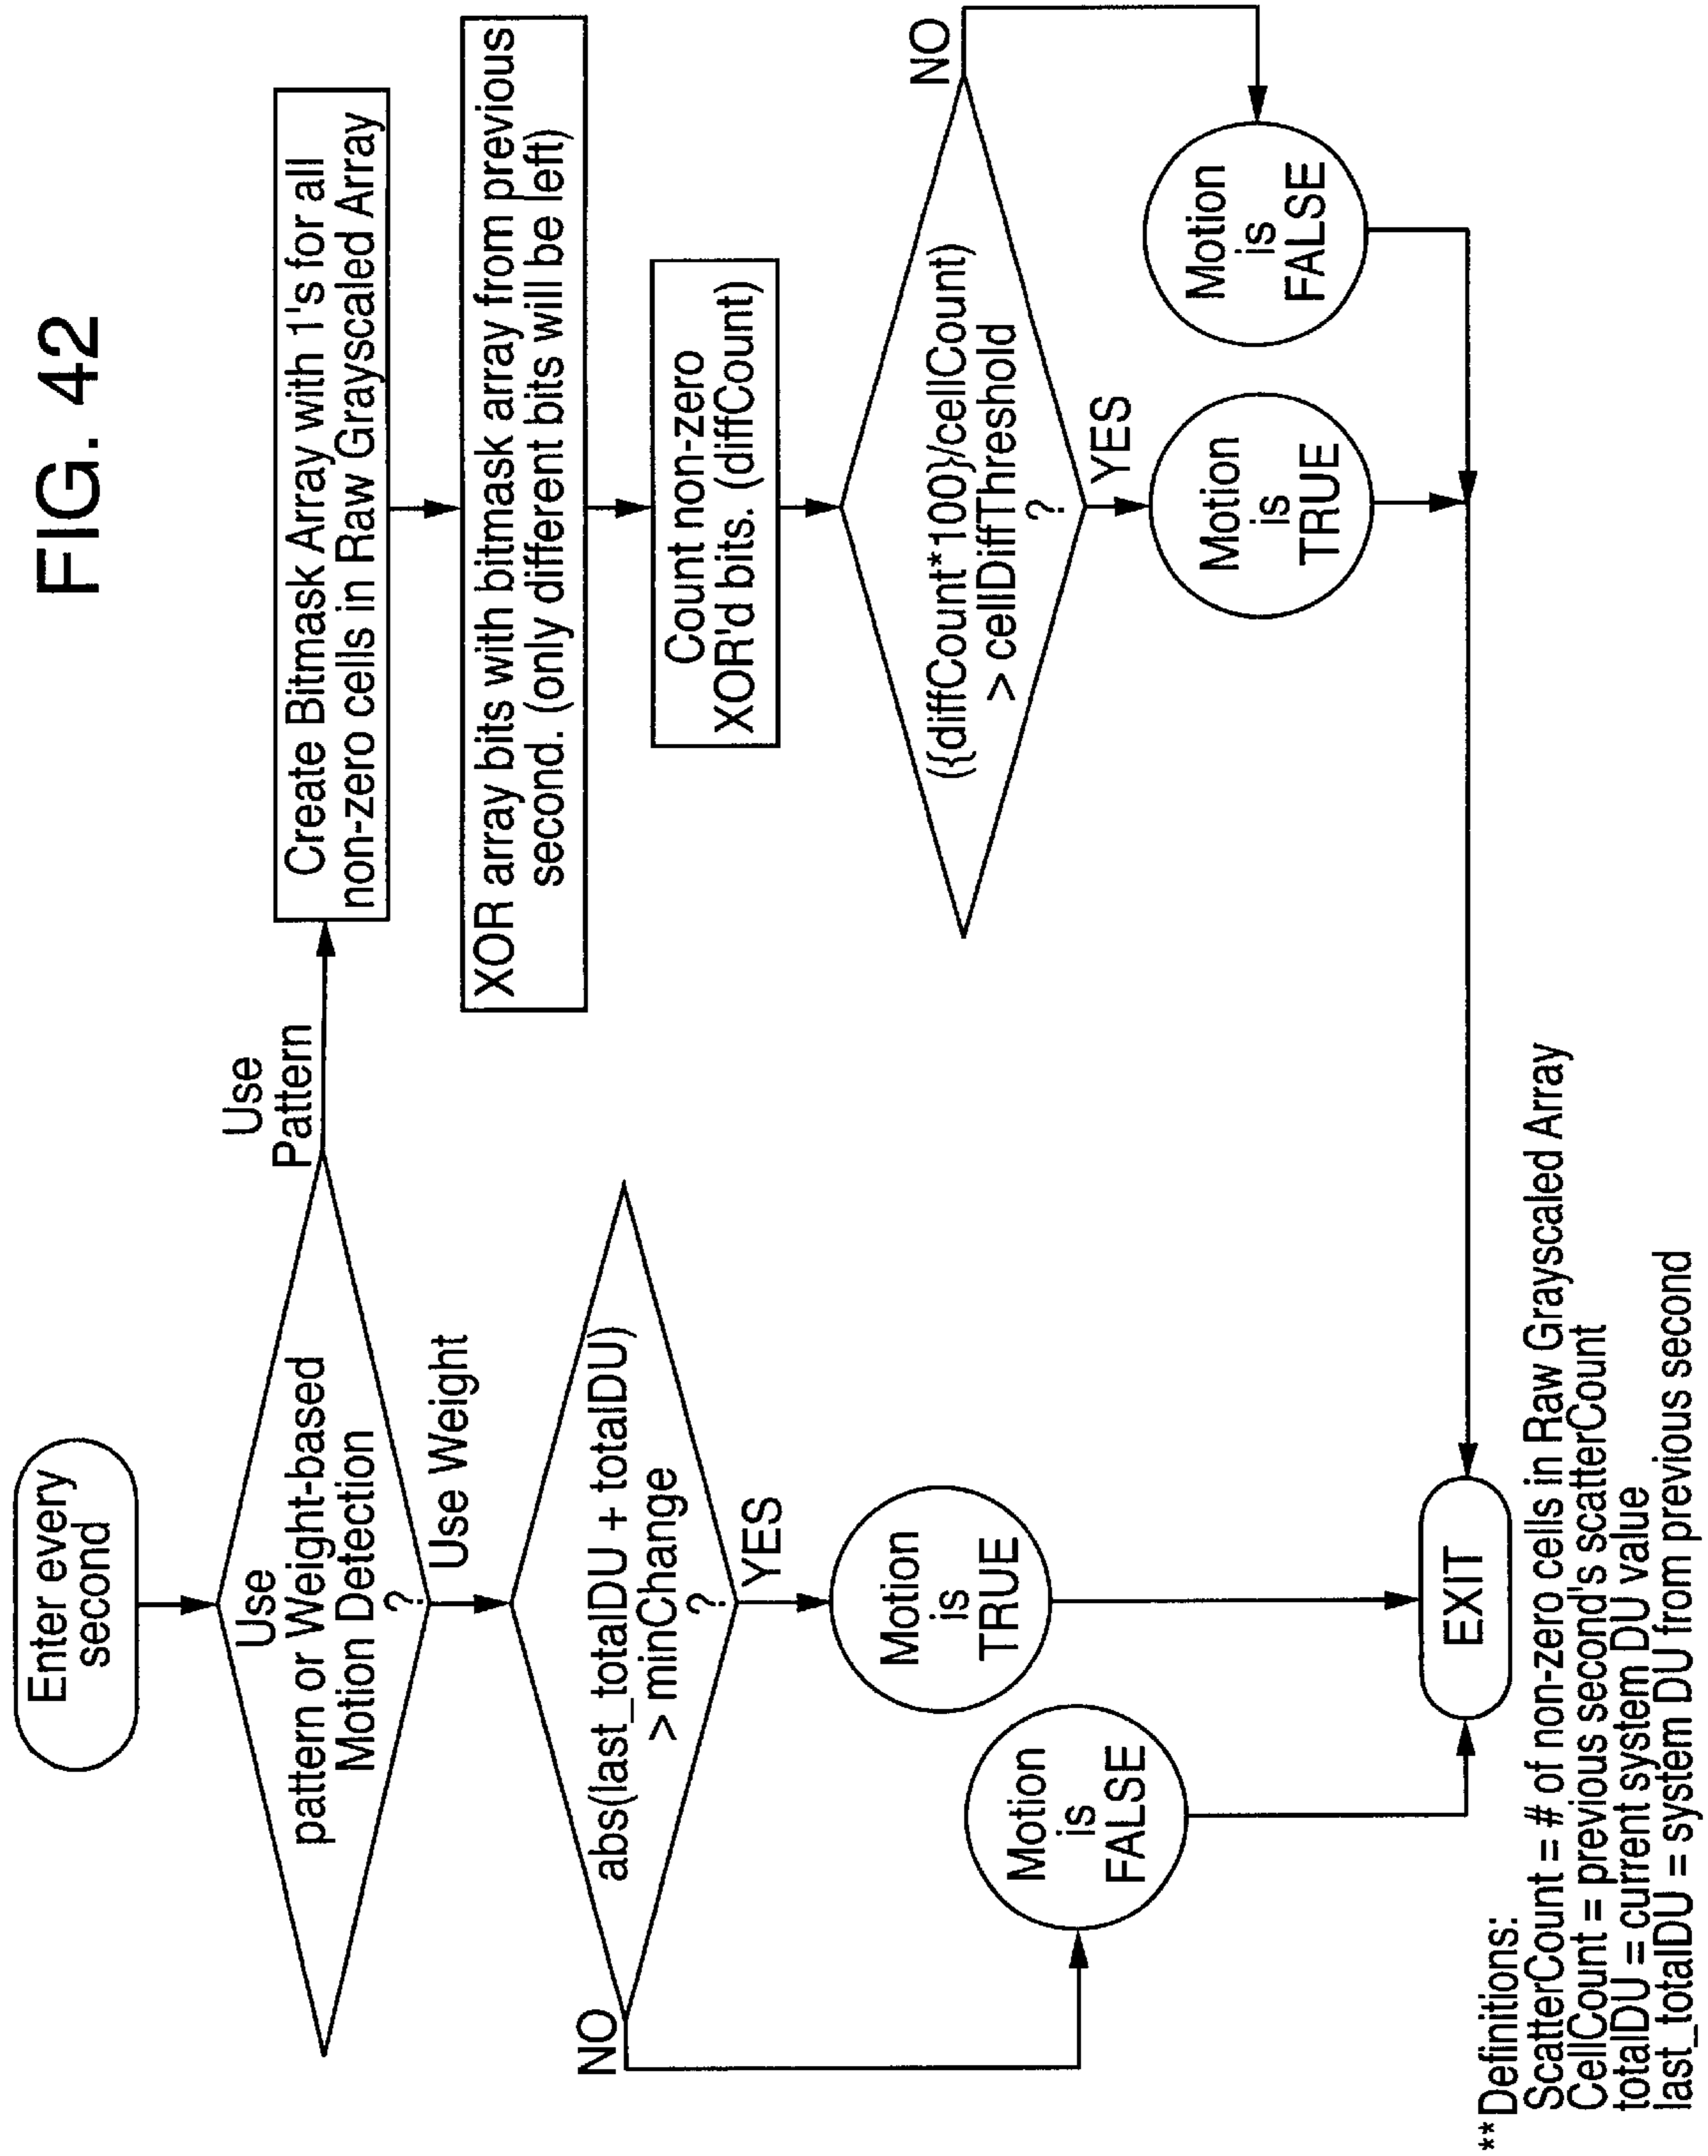 FIG. 42
Enter every
second
Use
pattern or Weight-based
Motion Detection
?
Use
Pattern
Use Weight
Create Bitmask Array with 1's for all
non-zero cells in Raw Grayscaled Array
XOR array bits with bitmask array from previous
second. (only different bits will be left)
Count non-zero
XOR'd bits. (diffCount)
({diffCount*100}/cellCount)
> cellDiffThreshold
?
NO
YES
Motion
is
TRUE
Motion
is
FALSE
abs(last_totalDU + totalDU)
> minChange
?
NO
YES
Motion
is
TRUE
Motion
is
FALSE
EXIT
**Definitions:
ScatterCount = # of non-zero cells in Raw Grayscaled Array
CellCount = previous second's scatterCount
totalDU = current system DU value
last_totalDU = system DU from previous second